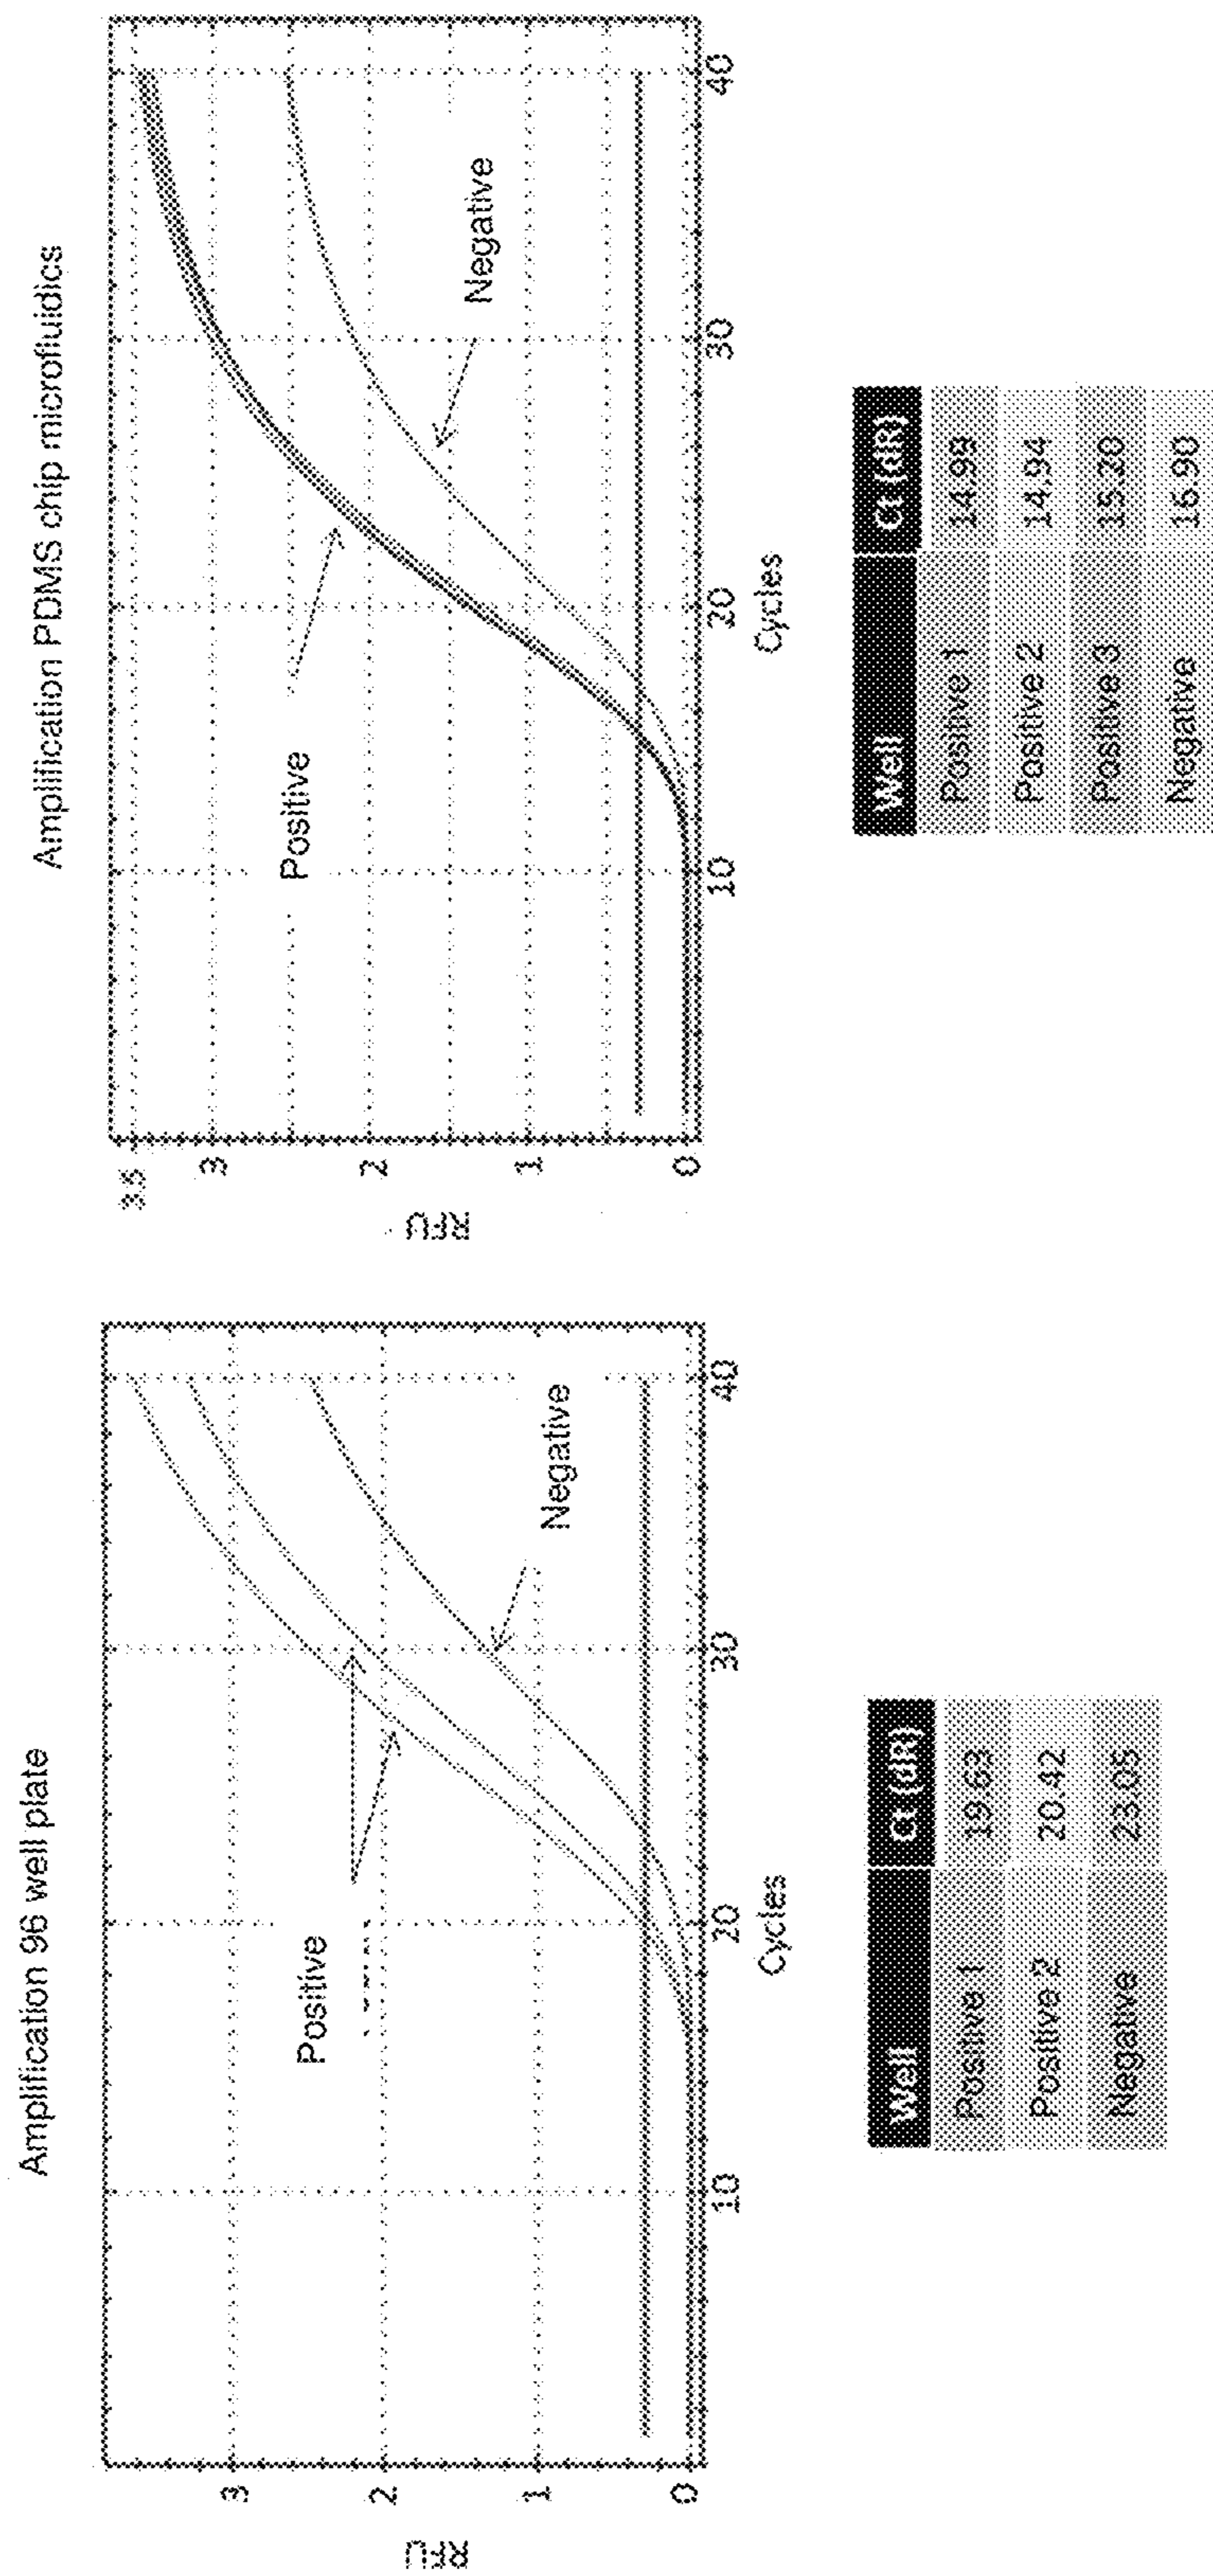 Amplification 96 well plate
RFU
3
2
1
0
Positive
Negative
10
20
30
40
Cycles
Well Ct (dR)
Positive 1 19.63
Positive 2 20.42
Negative 23.05
Amplification PDMS chip microfluidics
RFU
3.5
3
2
1
0
Positive
Negative
10
20
30
40
Cycles
Well Ct (dR)
Positive 1 14.99
Positive 2 14.94
Positive 3
Negative 16.90